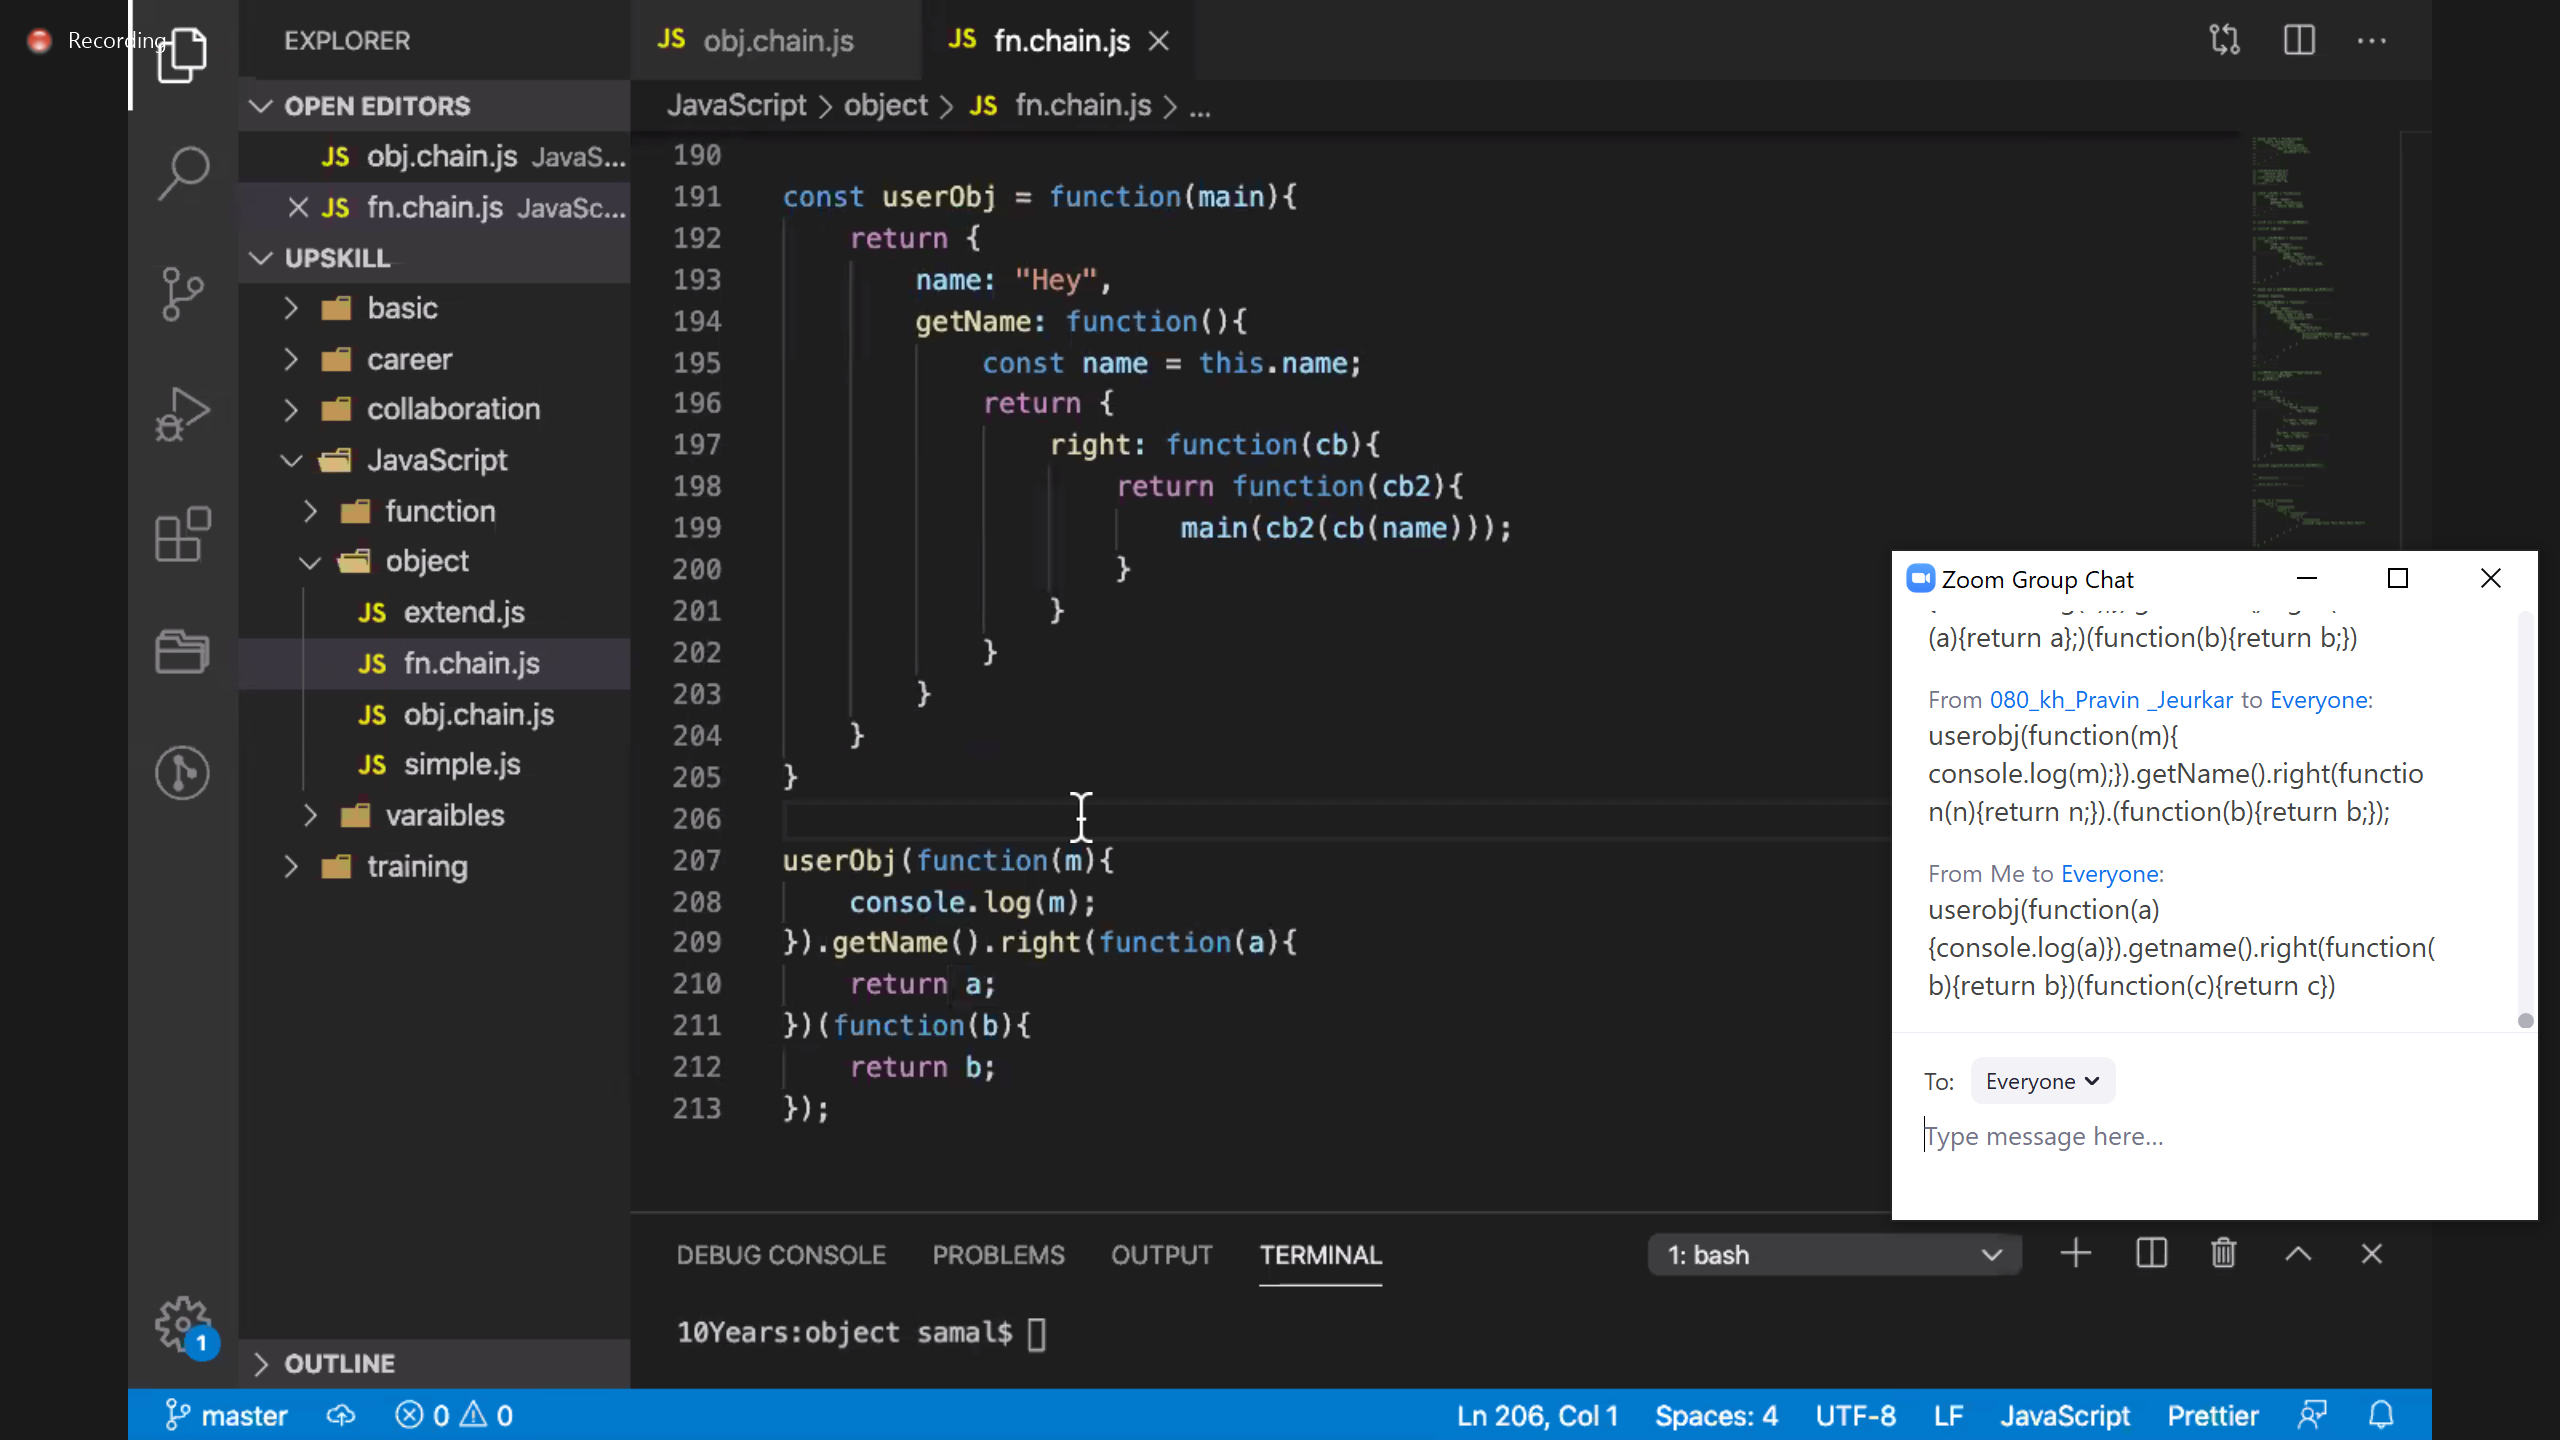 Recording
EXPLORER
OPEN EDITORS
JS obj.chain.js JavaS...
JS fn.chain.js JavaSc...
UPSKILL
basic
career
collaboration
JavaScript
function
object
JS extend.js
JS fn.chain.js
JS obj.chain.js
JS simple.js
varaibles
training
OUTLINE
1
JS obj.chain.js
JS fn.chain.js
JavaScript > object > JS fn.chain.js > ...
190
191 const userObj = function(main){
192 return {
193 name: "Hey",
194 getName: function(){
195 const name = this.name;
196 return {
197 right: function(cb){
198 return function(cb2){
199 main(cb2(cb(name)));
200 }
201 }
202 }
203 }
204 }
205 }
206
207 userObj(function(m){
208 console.log(m);
209 }).getName().right(function(a){
210 return a;
211 })(function(b){
212 return b;
213 });
Zoom Group Chat
(a){return a};)(function(b){return b;})
From 080_kh_Pravin _Jeurkar to Everyone:
userobj(function(m){
console.log(m);}).getName().right(functio
n(n){return n;}).(function(b){return b;});
From Me to Everyone:
userobj(function(a)
{console.log(a)}).getname().right(function(
b){return b})(function(c){return c})
To: Everyone
Type message here...
DEBUG CONSOLE PROBLEMS OUTPUT TERMINAL
1: bash
10Years:object samal$
master 0 0
Ln 206, Col 1 Spaces: 4 UTF-8 LF JavaScript Prettier